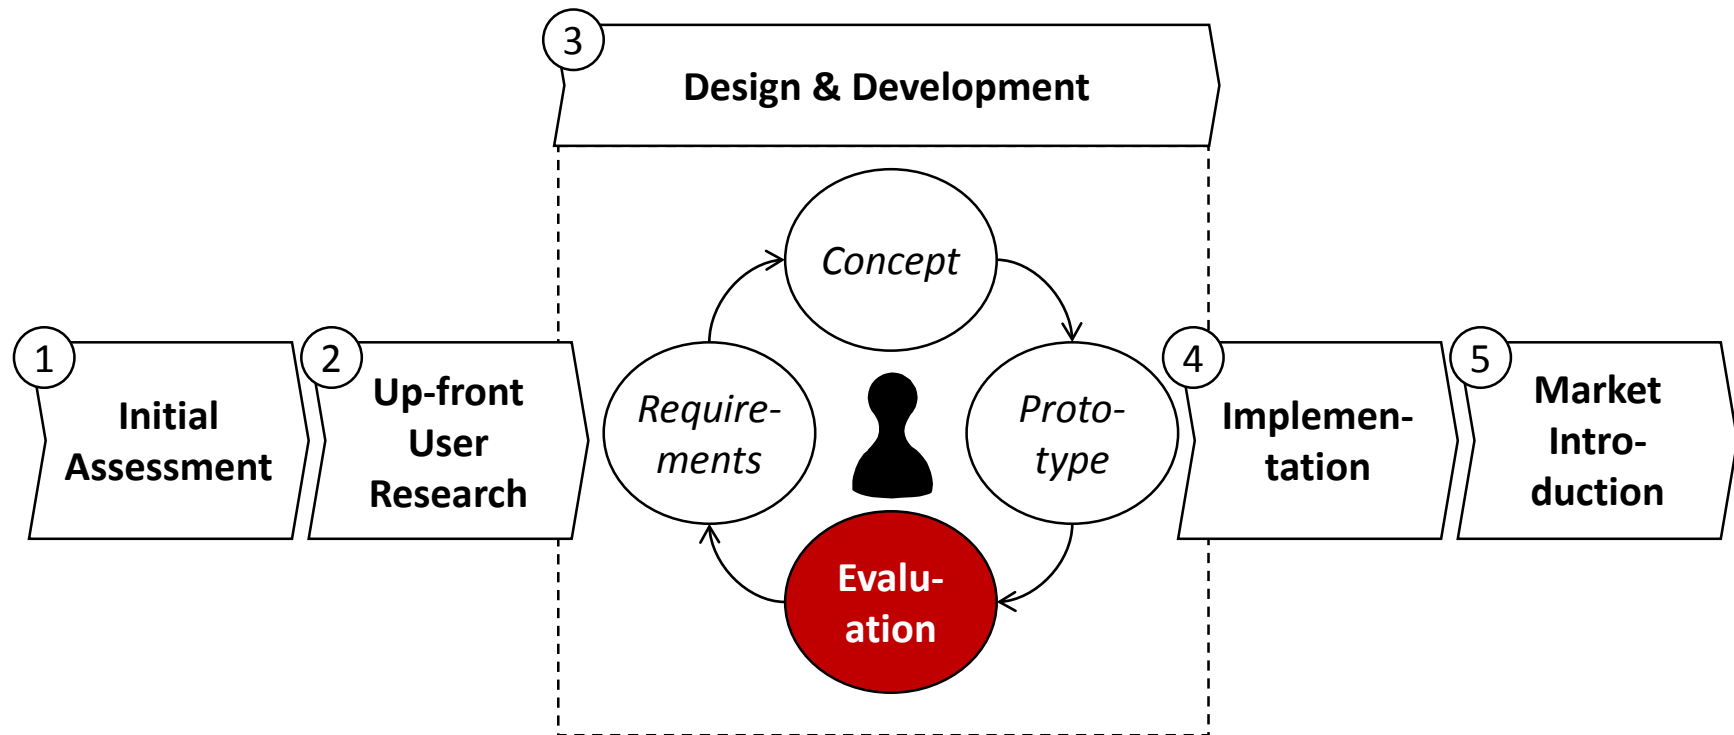 3
Design & Development
Concept
1
Initial
Assessment
2
Up-front
User
Research
Require-
ments
Proto-
type
Evalu-
ation
4
Implemen-
tation
5
Market
Intro-
duction